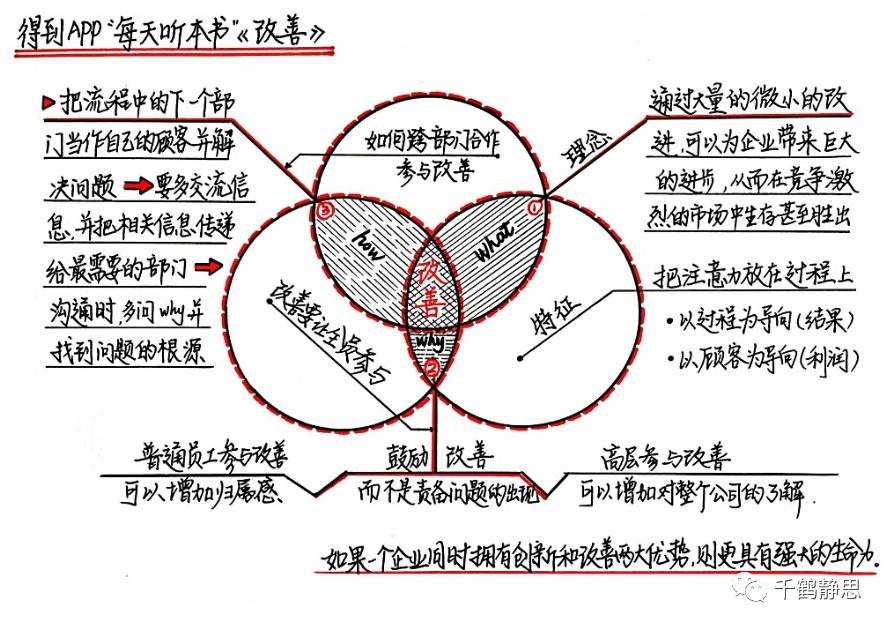 得到APP“每天听本书”《改善》
▶把流程中的下一个部
门当作自己的顾客并解
决问题➡要多交流信
息,并把相关信息传递
给最需要的部门➡
沟通时,多问why并
找到问题的根源
如何跨部门合作
参与改善
理念
通过大量的微小的改
进,可以为企业带来巨大
的进步,从而在竞争激
烈的市场中生存甚至胜出
③
①
how
what
改善
why
②
特征
把注意力放在过程上
•以过程为导向(结果)
•以顾客为导向(利润)
改善要让全员参与
普通员工参与改善
可以增加归属感
鼓励改善
而不是责备问题的出现
高层参与改善
可以增加对整个公司的了解.
如果一个企业同时拥有创新和改善两大优势,则更具有强大的生命力.
千鹤静思